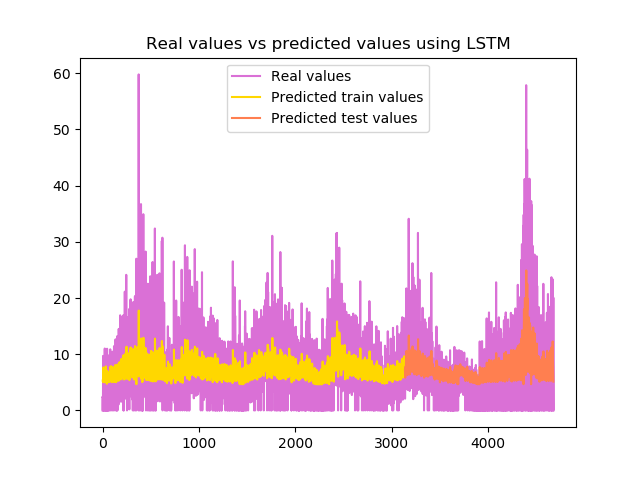 Real values vs predicted values using LSTM
Real values
Predicted train values
Predicted test values
60
50
40
30
20
10
0
0 1000 2000 3000 4000